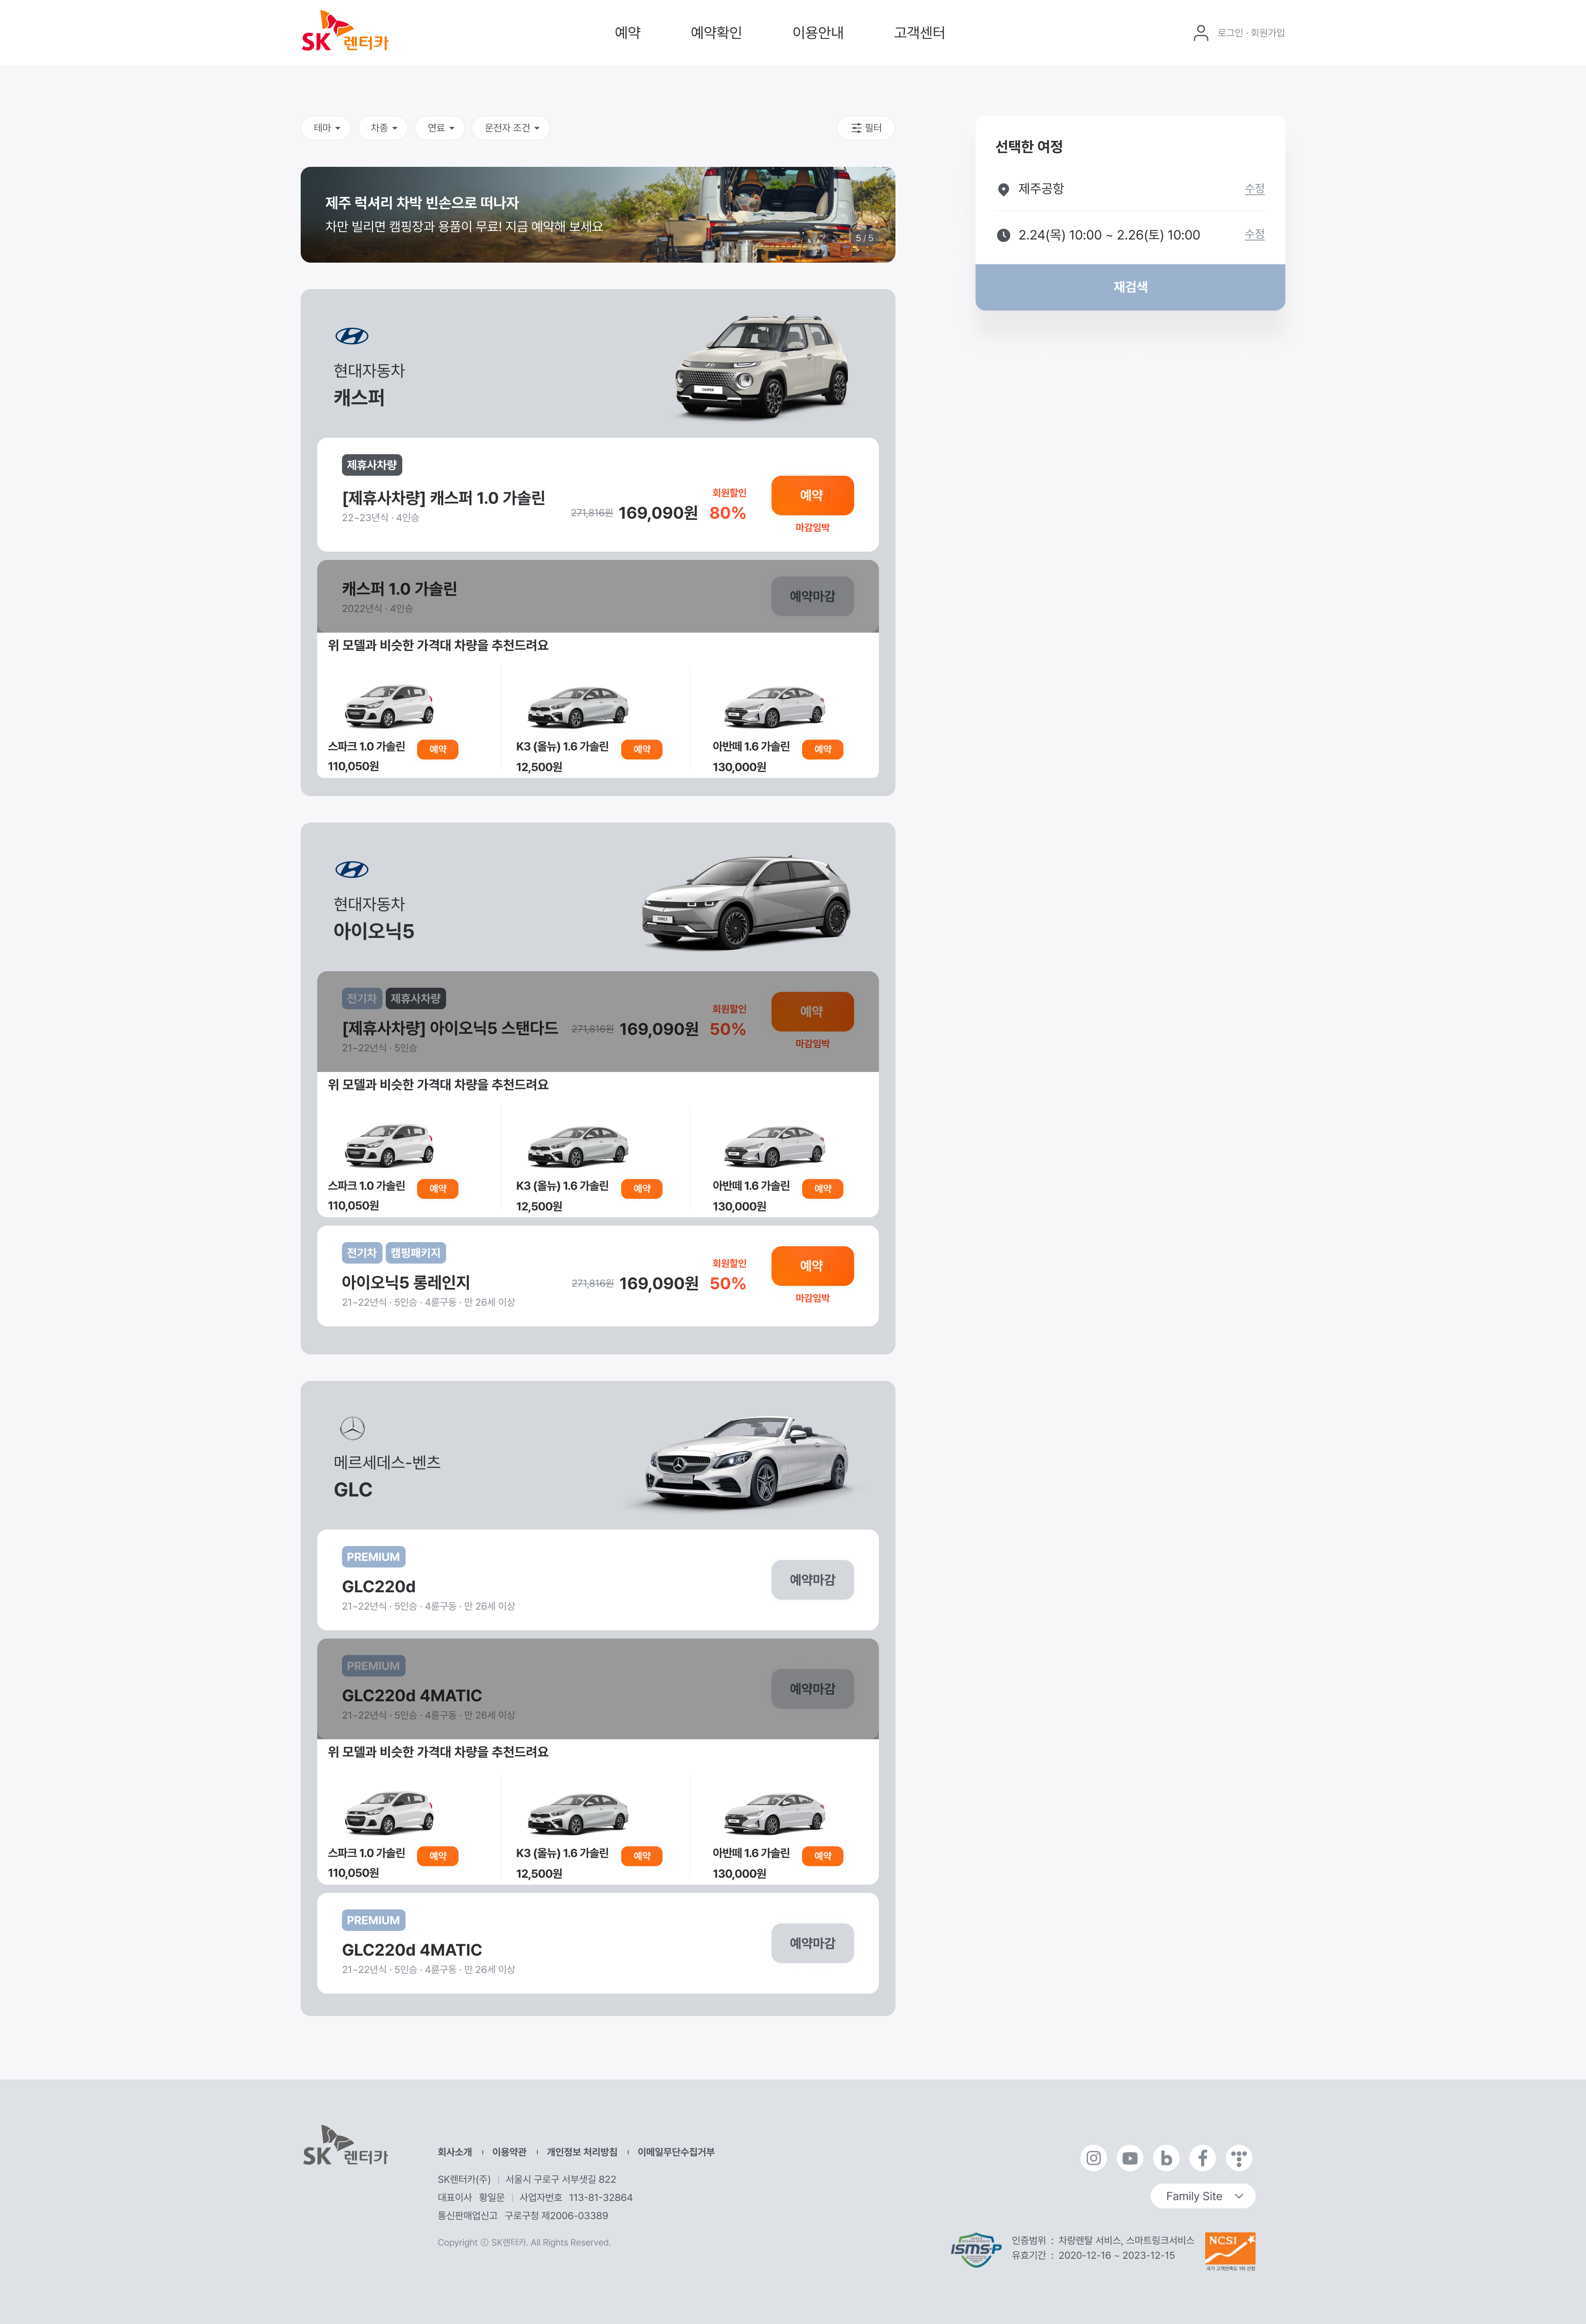 SK 렌터카
예약
예약확인
이용안내
고객센터
로그인 · 회원가입
테마
차종
연료
운전자 조건
필터
제주 럭셔리 차박 빈손으로 떠나자
차만 빌리면 캠핑장과 용품이 무료! 지금 예약해 보세요
5 / 5
선택한 여정
제주공항
수정
2.24(목) 10:00 ~ 2.26(토) 10:00
수정
재검색
현대자동차
캐스퍼
CASPER
제휴사차량
[제휴사차량] 캐스퍼 1.0 가솔린
22~23년식 · 4인승
271,816원 169,090원
회원할인
80%
예약
마감임박
캐스퍼 1.0 가솔린
2022년식 · 4인승
예약마감
위 모델과 비슷한 가격대 차량을 추천드려요
스파크 1.0 가솔린
110,050원
예약
K3 (올뉴) 1.6 가솔린
12,500원
예약
아반떼 1.6 가솔린
130,000원
예약
현대자동차
아이오닉5
전기차 제휴사차량
[제휴사차량] 아이오닉5 스탠다드
21~22년식 · 5인승
271,816원 169,090원
회원할인
50%
예약
마감임박
위 모델과 비슷한 가격대 차량을 추천드려요
스파크 1.0 가솔린
110,050원
예약
K3 (올뉴) 1.6 가솔린
12,500원
예약
아반떼 1.6 가솔린
130,000원
예약
전기차 캠핑패키지
아이오닉5 롱레인지
21~22년식 · 5인승 · 4륜구동 · 만 26세 이상
271,816원 169,090원
회원할인
50%
예약
마감임박
메르세데스-벤츠
GLC
PREMIUM
GLC220d
21~22년식 · 5인승 · 4륜구동 · 만 26세 이상
예약마감
PREMIUM
GLC220d 4MATIC
21~22년식 · 5인승 · 4륜구동 · 만 26세 이상
예약마감
위 모델과 비슷한 가격대 차량을 추천드려요
스파크 1.0 가솔린
110,050원
예약
K3 (올뉴) 1.6 가솔린
12,500원
예약
아반떼 1.6 가솔린
130,000원
예약
PREMIUM
GLC220d 4MATIC
21~22년식 · 5인승 · 4륜구동 · 만 26세 이상
예약마감
SK 렌터카
회사소개 | 이용약관 | 개인정보 처리방침 | 이메일무단수집거부
SK렌터카(주) | 서울시 구로구 서부샛길 822
대표이사 황일문 | 사업자번호 113-81-32864
통신판매업신고 구로구청 제2006-03389
Copyright ⓒ SK렌터카. All Rights Reserved.
Family Site
ISMS-P
인증범위 : 차량렌탈 서비스, 스마트링크서비스
유효기간 : 2020-12-16 ~ 2023-12-15
NCSI
국가 고객만족도 1위 선정